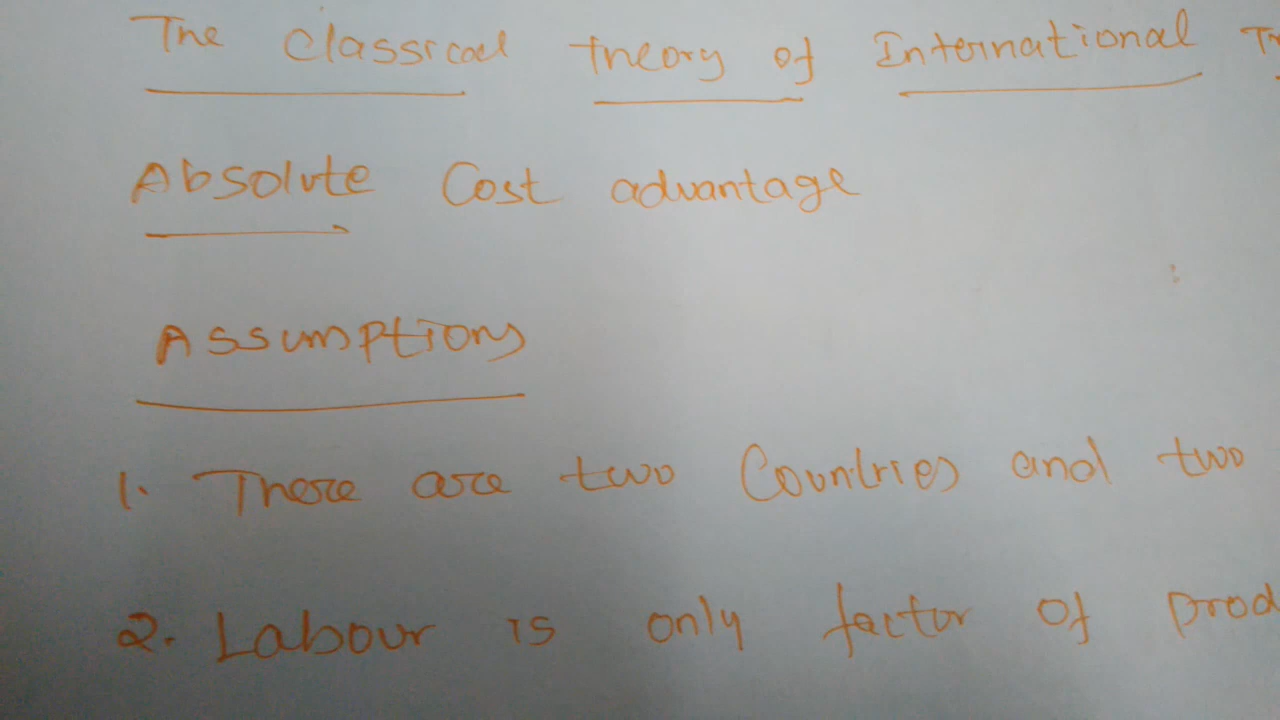 The Classical theory of International Tr
Absolute Cost advantage
Assumptions
1. There are two Countries and two
2. Labour is only factor of prod